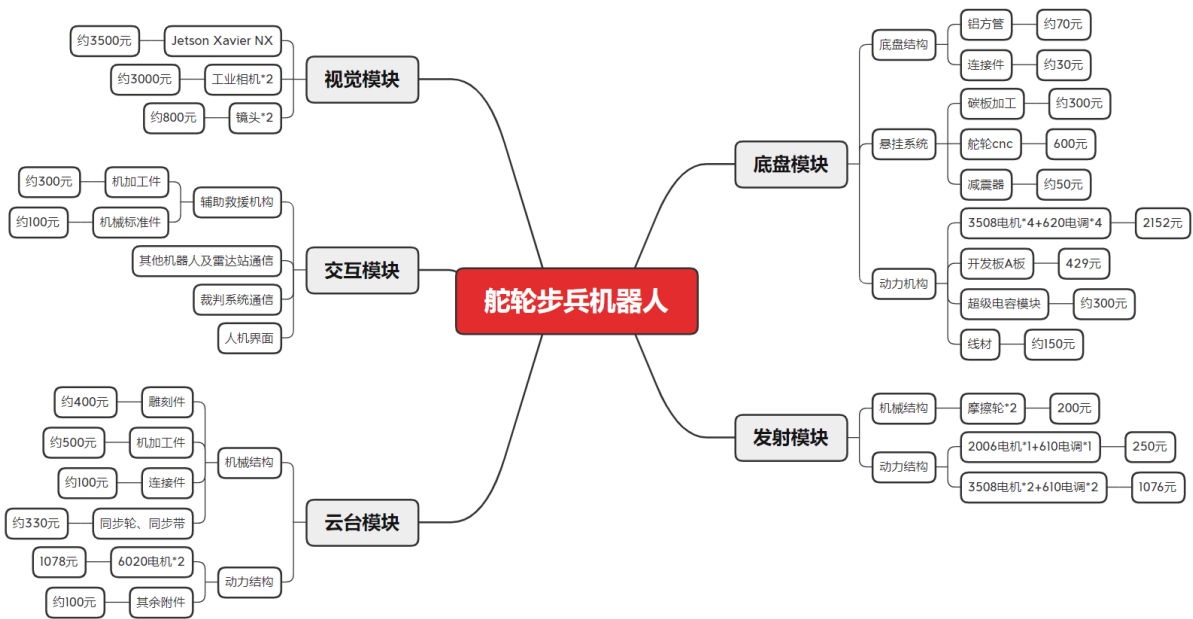 舵轮步兵机器人
视觉模块
Jetson Xavier NX
约3500元
工业相机*2
约3000元
镜头*2
约800元
交互模块
辅助救援机构
机加工件
约300元
机械标准件
约100元
其他机器人及雷达站通信
裁判系统通信
人机界面
云台模块
机械结构
雕刻件
约400元
机加工件
约500元
连接件
约100元
同步轮、同步带
约330元
动力结构
6020电机*2
1078元
其余附件
约100元
底盘模块
底盘结构
铝方管
约70元
连接件
约30元
悬挂系统
碳板加工
约300元
舵轮cnc
600元
减震器
约50元
动力机构
3508电机*4+620电调*4
2152元
开发板A板
429元
超级电容模块
约300元
线材
约150元
发射模块
机械结构
摩擦轮*2
200元
动力结构
2006电机*1+610电调*1
250元
3508电机*2+610电调*2
1076元